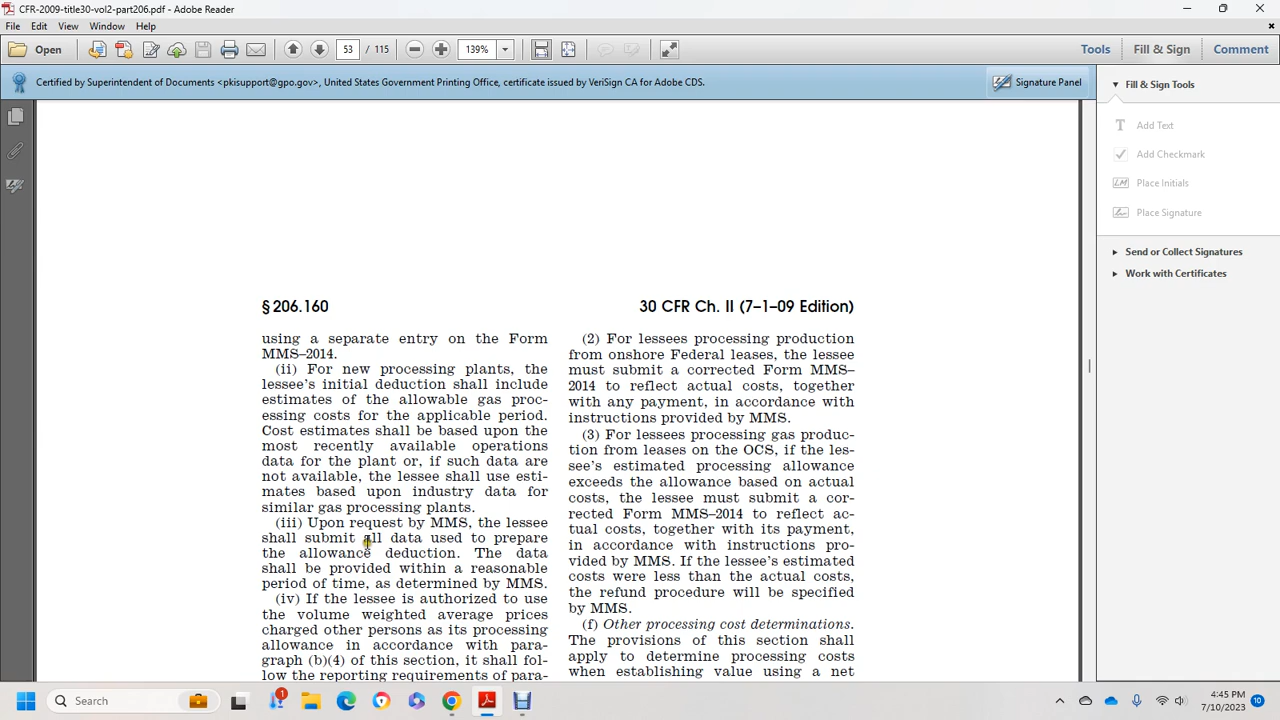 CFR-2009-title30-vol2-part206.pdf - Adobe Reader
File Edit View Window Help
Open 53 / 115 139% Tools Fill & Sign Comment
Certified by Superintendent of Documents <pkisupport@gpo.gov>, United States Government Printing Office, certificate issued by VeriSign CA for Adobe CDS. Signature Panel
Fill & Sign Tools
T Add Text
Add Checkmark
LM Place Initials
Place Signature
Send or Collect Signatures
Work with Certificates
§ 206.160
30 CFR Ch. II (7–1–09 Edition)
using a separate entry on the Form
MMS–2014.
(ii) For new processing plants, the
lessee's initial deduction shall include
estimates of the allowable gas proc-
essing costs for the applicable period.
Cost estimates shall be based upon the
most recently available operations
data for the plant or, if such data are
not available, the lessee shall use esti-
mates based upon industry data for
similar gas processing plants.
(iii) Upon request by MMS, the lessee
shall submit all data used to prepare
the allowance deduction. The data
shall be provided within a reasonable
period of time, as determined by MMS.
(iv) If the lessee is authorized to use
the volume weighted average prices
charged other persons as its processing
allowance in accordance with para-
graph (b)(4) of this section, it shall fol-
low the reporting requirements of para-
(2) For lessees processing production
from onshore Federal leases, the lessee
must submit a corrected Form MMS–
2014 to reflect actual costs, together
with any payment, in accordance with
instructions provided by MMS.
(3) For lessees processing gas produc-
tion from leases on the OCS, if the les-
see's estimated processing allowance
exceeds the allowance based on actual
costs, the lessee must submit a cor-
rected Form MMS–2014 to reflect ac-
tual costs, together with its payment,
in accordance with instructions pro-
vided by MMS. If the lessee's estimated
costs were less than the actual costs,
the refund procedure will be specified
by MMS.
(f) Other processing cost determinations.
The provisions of this section shall
apply to determine processing costs
when establishing value using a net
Search
1
4:45 PM
7/10/2023
10